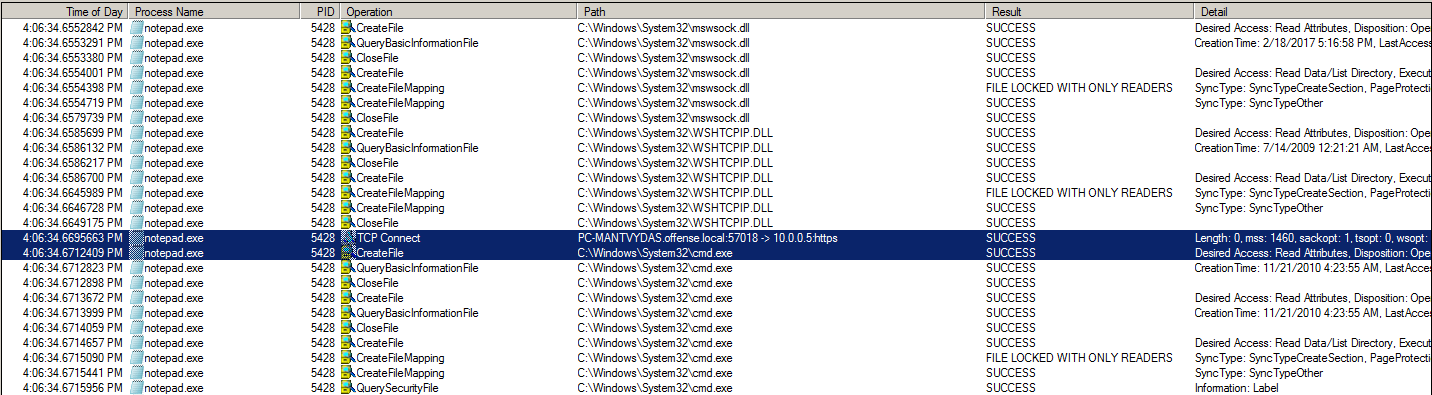 Time of Day Process Name PID Operation Path Result Detail
4:06:34.6552842 PM notepad.exe 5428 CreateFile C:\Windows\System32\mswsock.dll SUCCESS Desired Access: Read Attributes, Disposition: Ope
4:06:34.6553291 PM notepad.exe 5428 QueryBasicInformationFile C:\Windows\System32\mswsock.dll SUCCESS CreationTime: 2/18/2017 5:16:58 PM, LastAccess
4:06:34.6553380 PM notepad.exe 5428 CloseFile C:\Windows\System32\mswsock.dll SUCCESS
4:06:34.6554001 PM notepad.exe 5428 CreateFile C:\Windows\System32\mswsock.dll SUCCESS Desired Access: Read Data/List Directory, Execut
4:06:34.6554398 PM notepad.exe 5428 CreateFileMapping C:\Windows\System32\mswsock.dll FILE LOCKED WITH ONLY READERS SyncType: SyncTypeCreateSection, PageProtecti
4:06:34.6554719 PM notepad.exe 5428 CreateFileMapping C:\Windows\System32\mswsock.dll SUCCESS SyncType: SyncTypeOther
4:06:34.6579739 PM notepad.exe 5428 CloseFile C:\Windows\System32\mswsock.dll SUCCESS
4:06:34.6585699 PM notepad.exe 5428 CreateFile C:\Windows\System32\WSHTCPIP.DLL SUCCESS Desired Access: Read Attributes, Disposition: Ope
4:06:34.6586132 PM notepad.exe 5428 QueryBasicInformationFile C:\Windows\System32\WSHTCPIP.DLL SUCCESS CreationTime: 7/14/2009 12:21:21 AM, LastAcces
4:06:34.6586217 PM notepad.exe 5428 CloseFile C:\Windows\System32\WSHTCPIP.DLL SUCCESS
4:06:34.6586700 PM notepad.exe 5428 CreateFile C:\Windows\System32\WSHTCPIP.DLL SUCCESS Desired Access: Read Data/List Directory, Execut
4:06:34.6645989 PM notepad.exe 5428 CreateFileMapping C:\Windows\System32\WSHTCPIP.DLL FILE LOCKED WITH ONLY READERS SyncType: SyncTypeCreateSection, PageProtecti
4:06:34.6646728 PM notepad.exe 5428 CreateFileMapping C:\Windows\System32\WSHTCPIP.DLL SUCCESS SyncType: SyncTypeOther
4:06:34.6649175 PM notepad.exe 5428 CloseFile C:\Windows\System32\WSHTCPIP.DLL SUCCESS
4:06:34.6695663 PM notepad.exe 5428 TCP Connect PC-MANTVYDAS.offense.local:57018 -> 10.0.0.5:https SUCCESS Length: 0, mss: 1460, sackopt: 1, tsopt: 0, wsopt:
4:06:34.6712409 PM notepad.exe 5428 CreateFile C:\Windows\System32\cmd.exe SUCCESS Desired Access: Read Attributes, Disposition: Ope
4:06:34.6712823 PM notepad.exe 5428 QueryBasicInformationFile C:\Windows\System32\cmd.exe SUCCESS CreationTime: 11/21/2010 4:23:55 AM, LastAcces
4:06:34.6712898 PM notepad.exe 5428 CloseFile C:\Windows\System32\cmd.exe SUCCESS
4:06:34.6713672 PM notepad.exe 5428 CreateFile C:\Windows\System32\cmd.exe SUCCESS Desired Access: Read Attributes, Disposition: Ope
4:06:34.6713999 PM notepad.exe 5428 QueryBasicInformationFile C:\Windows\System32\cmd.exe SUCCESS CreationTime: 11/21/2010 4:23:55 AM, LastAcces
4:06:34.6714059 PM notepad.exe 5428 CloseFile C:\Windows\System32\cmd.exe SUCCESS
4:06:34.6714657 PM notepad.exe 5428 CreateFile C:\Windows\System32\cmd.exe SUCCESS Desired Access: Read Data/List Directory, Execut
4:06:34.6715090 PM notepad.exe 5428 CreateFileMapping C:\Windows\System32\cmd.exe FILE LOCKED WITH ONLY READERS SyncType: SyncTypeCreateSection, PageProtecti
4:06:34.6715441 PM notepad.exe 5428 CreateFileMapping C:\Windows\System32\cmd.exe SUCCESS SyncType: SyncTypeOther
4:06:34.6715956 PM notepad.exe 5428 QuerySecurityFile C:\Windows\System32\cmd.exe SUCCESS Information: Label